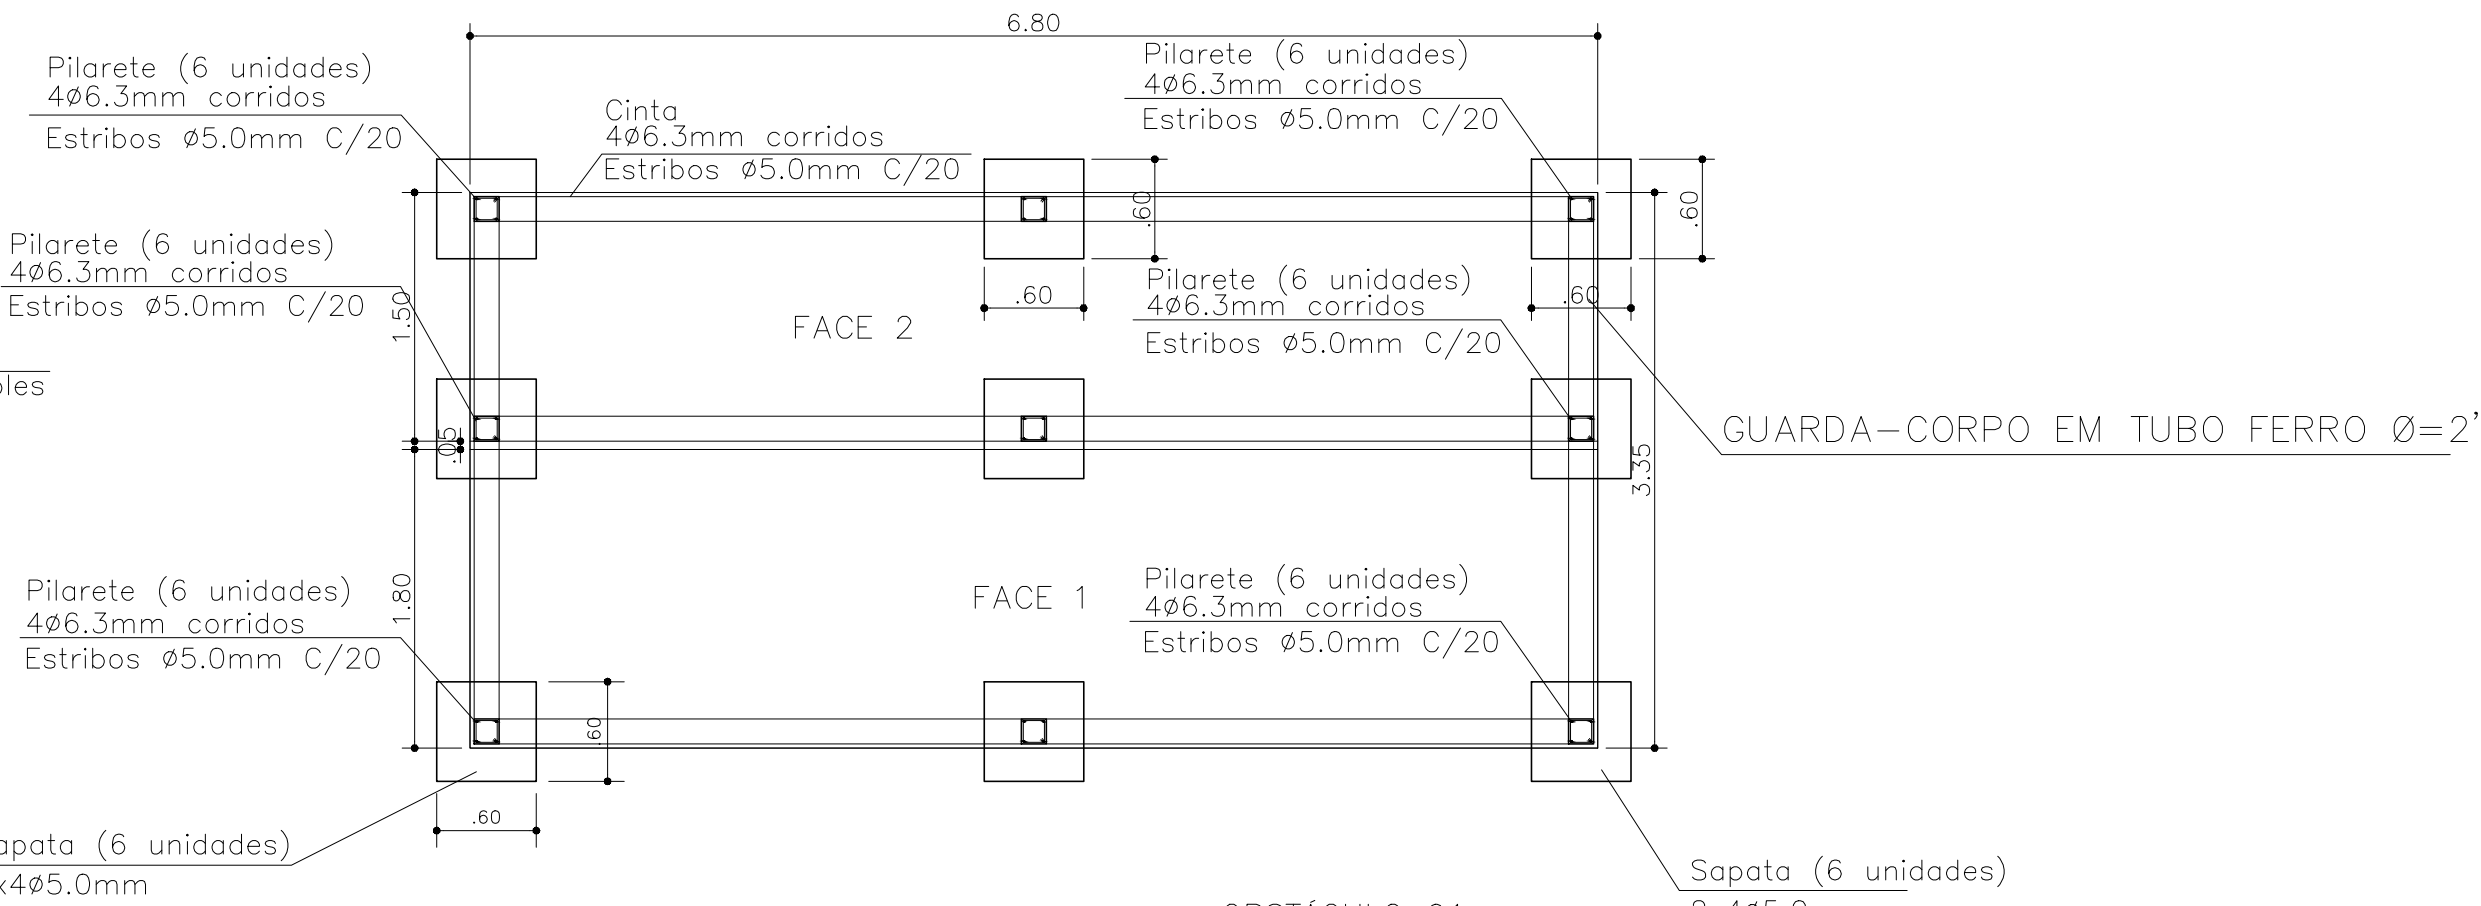 6.80
Pilarete (6 unidades)
4ø6.3mm corridos
Estribos ø5.0mm C/20
Cinta
4ø6.3mm corridos
Estribos ø5.0mm C/20
Pilarete (6 unidades)
4ø6.3mm corridos
Estribos ø5.0mm C/20
.60
.60
.60
.60
Pilarete (6 unidades)
4ø6.3mm corridos
Estribos ø5.0mm C/20
1.50
FACE 2
Pilarete (6 unidades)
4ø6.3mm corridos
Estribos ø5.0mm C/20
.05
GUARDA-CORPO EM TUBO FERRO Ø=2'
3.35
Pilarete (6 unidades)
4ø6.3mm corridos
Estribos ø5.0mm C/20
1.80
FACE 1
Pilarete (6 unidades)
4ø6.3mm corridos
Estribos ø5.0mm C/20
.60
.60
(6 unidades)
x4ø5.0mm
Sapata (6 unidades)